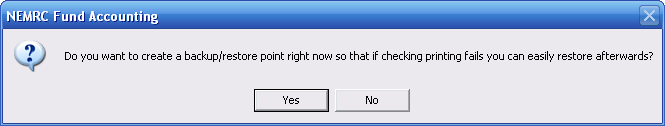 NEMRC Fund Accounting
Do you want to create a backup/restore point right now so that if checking printing fails you can easily restore afterwards?
Yes
No